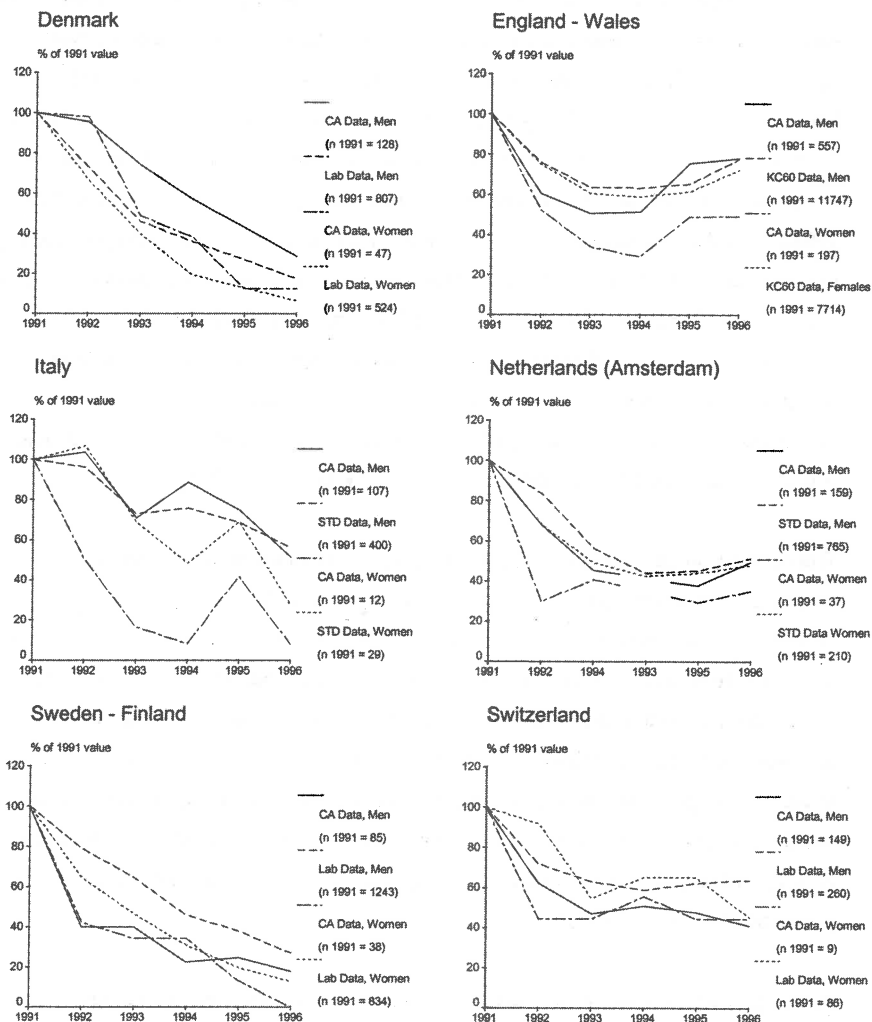 Denmark
% of 1991 value
120
100
80
60
40
20
0
1991 1992 1993 1994 1995 1996
CA Data, Men
(n 1991 = 128)
Lab Data, Men
(n 1991 = 807)
CA Data, Women
(n 1991 = 47)
Lab Data, Women
(n 1991 = 524)
England - Wales
% of 1991 value
120
100
80
60
40
20
0
1991 1992 1993 1994 1995 1996
CA Data, Men
(n 1991 = 557)
KC60 Data, Men
(n 1991 = 11747)
CA Data, Women
(n 1991 = 197)
KC60 Data, Females
(n 1991 = 7714)
Italy
% of 1991 value
120
100
80
60
40
20
0
1991 1992 1993 1994 1995 1996
CA Data, Men
(n 1991= 107)
STD Data, Men
(n 1991 = 400)
CA Data, Women
(n 1991 = 12)
STD Data, Women
(n 1991 = 29)
Netherlands (Amsterdam)
% of 1991 value
120
100
80
60
40
20
0
1991 1992 1994 1993 1995 1996
CA Data, Men
(n 1991 = 159)
STD Data, Men
(n 1991= 765)
CA Data, Women
(n 1991 = 37)
STD Data Women
(n 1991 = 210)
Sweden - Finland
% of 1991 value
120
100
80
60
40
20
0
1991 1992 1993 1994 1995 1996
CA Data, Men
(n 1991 = 85)
Lab Data, Men
(n 1991 = 1243)
CA Data, Women
(n 1991 = 38)
Lab Data, Women
(n 1991 = 834)
Switzerland
% of 1991 value
120
100
80
60
40
20
0
1991 1992 1993 1994 1995 1996
CA Data, Men
(n 1991 = 149)
Lab Data, Men
(n 1991 = 260)
CA Data, Women
(n 1991 = 9)
Lab Data, Women
(n 1991 = 86)